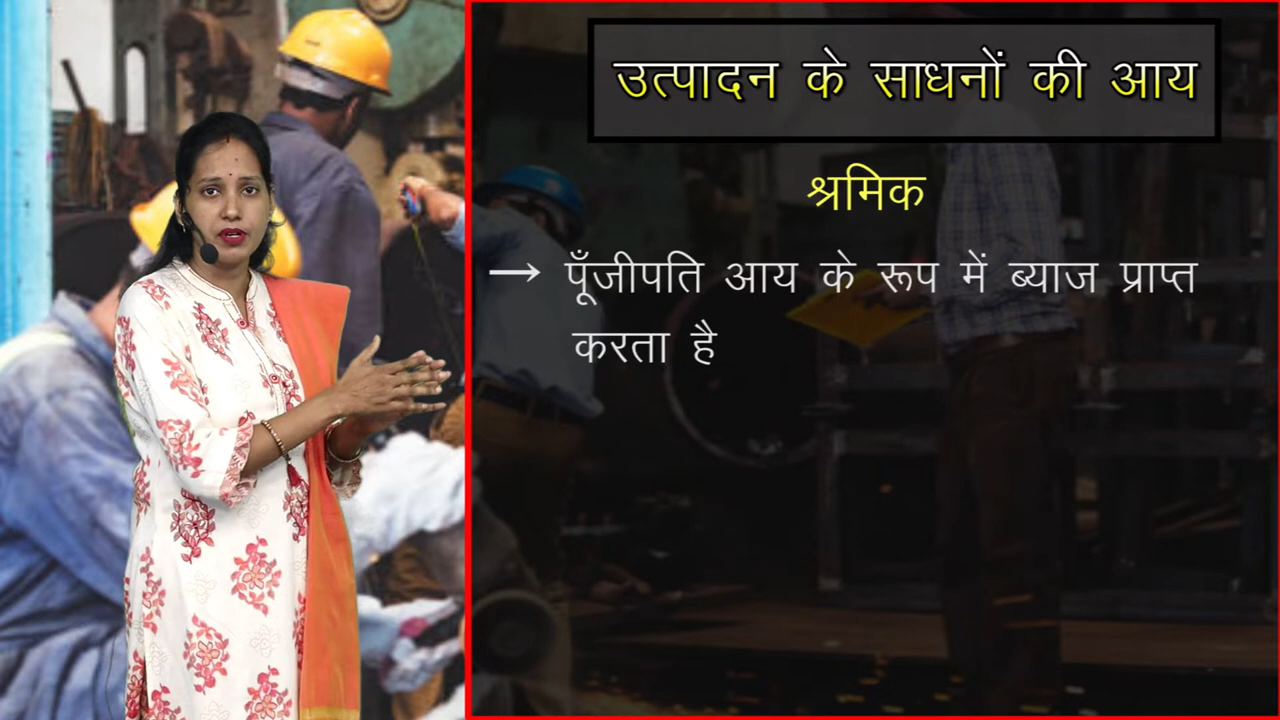 उत्पादन के साधनों की आय
श्रमिक
→ पूँजीपति आय के रूप में ब्याज प्राप्त
करता है